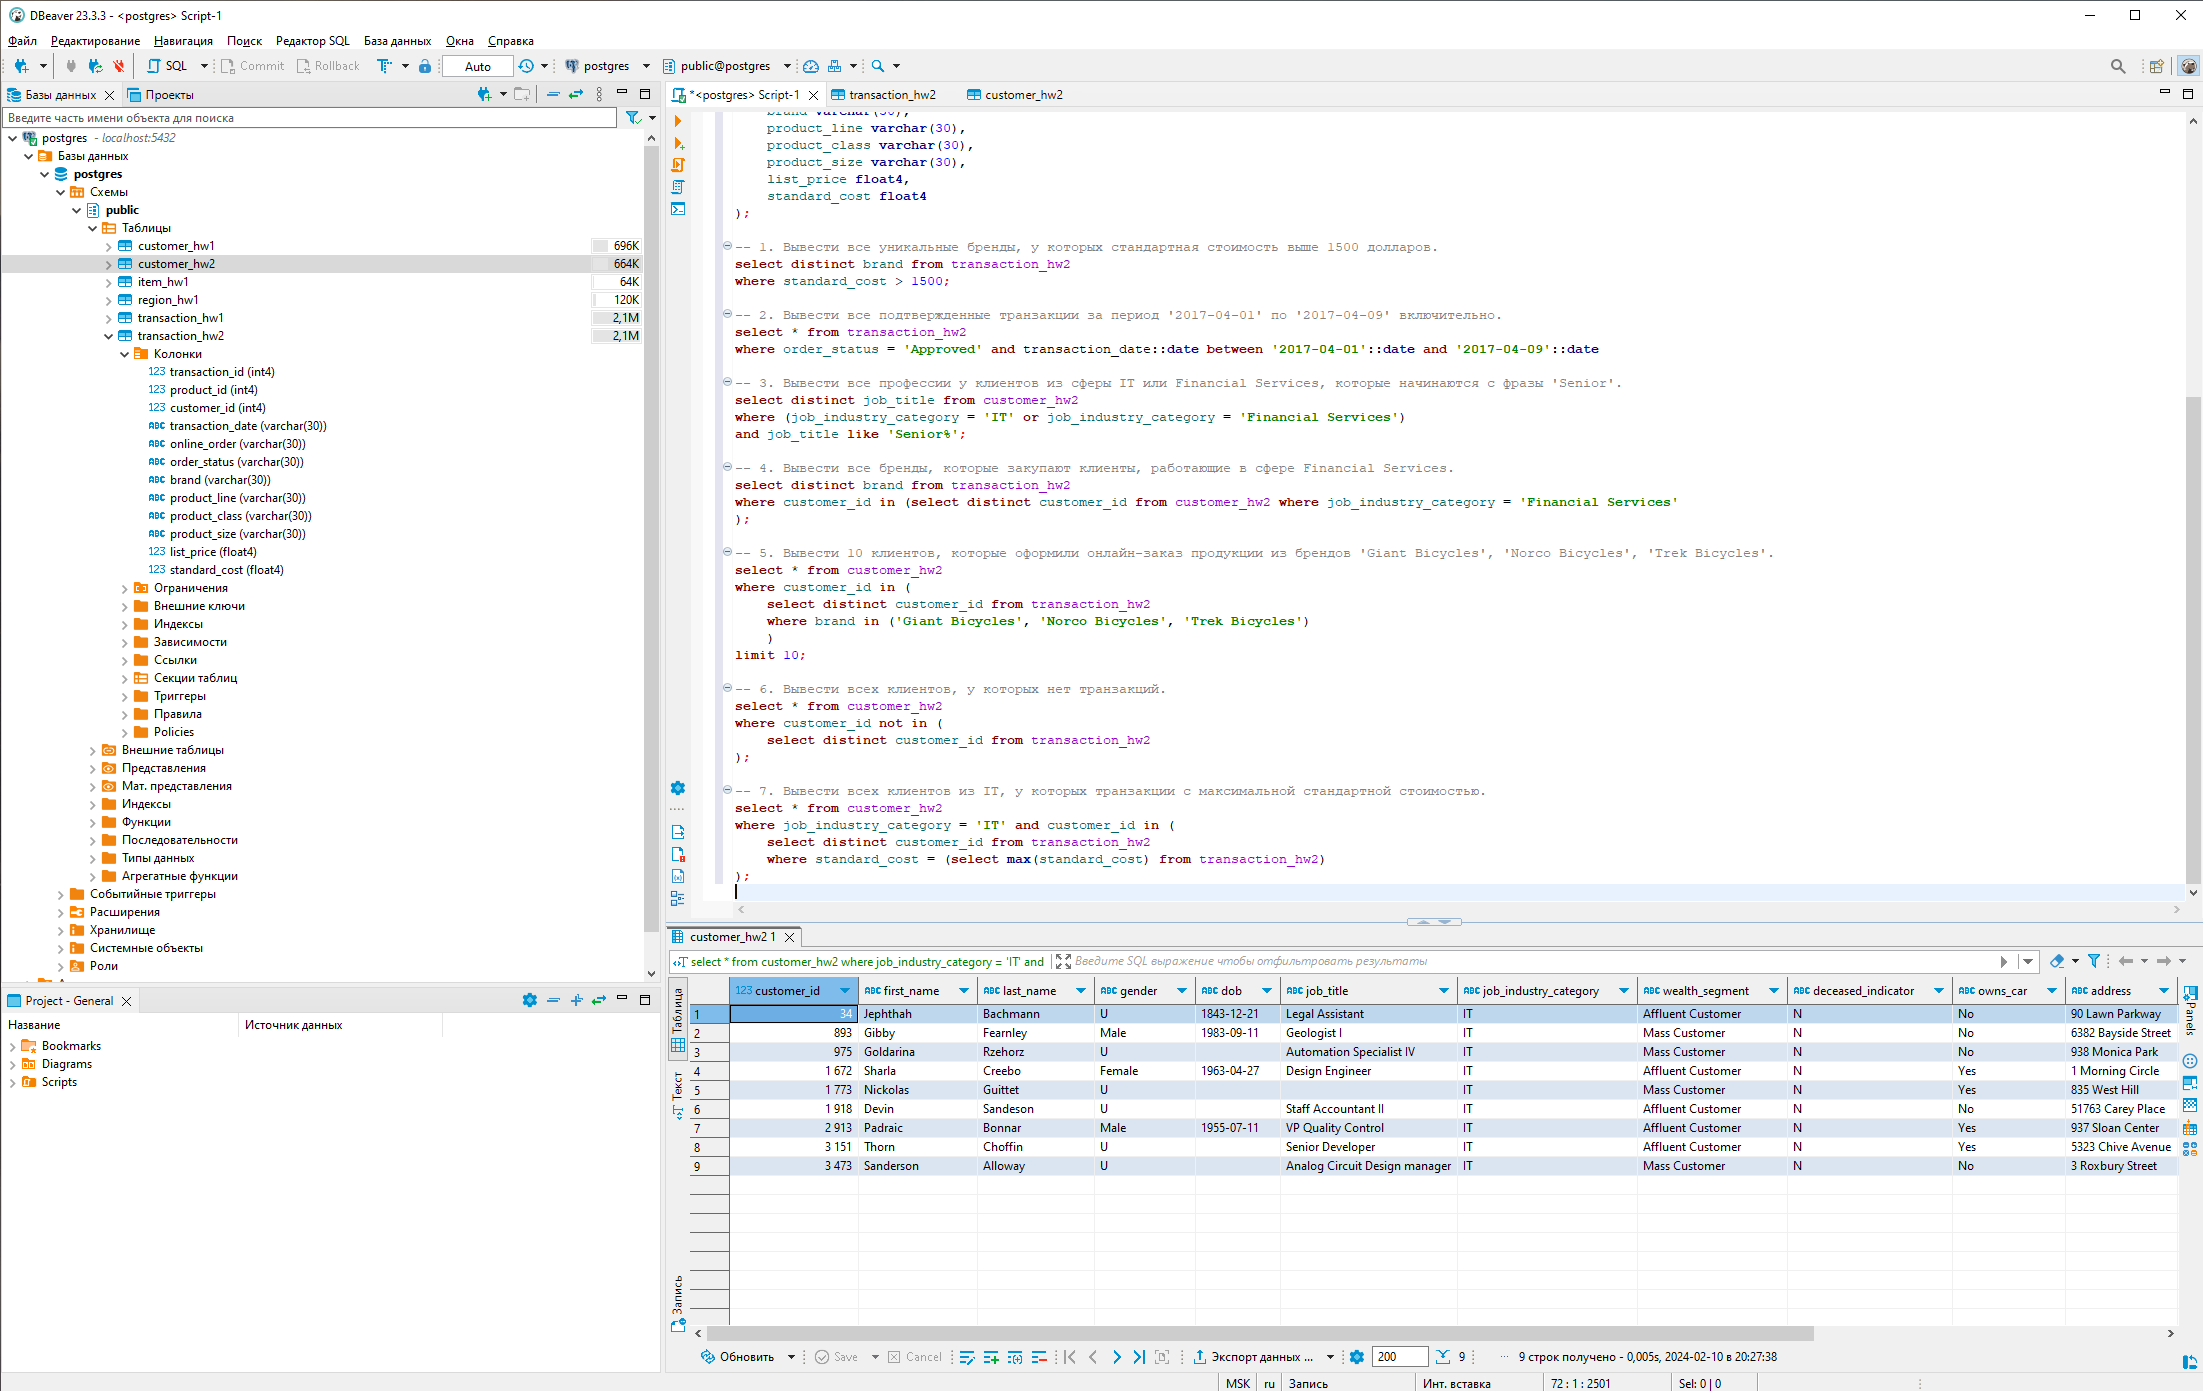 DBeaver 23.3.3 - <postgres> Script-1
Файл Редактирование Навигация Поиск Редактор SQL База данных Окна Справка
SQL Commit Rollback Auto postgres public@postgres
Базы данных Проекты
Введите часть имени объекта для поиска
postgres - localhost:5432
Базы данных
postgres
Схемы
public
Таблицы
customer_hw1 696K
customer_hw2 664K
item_hw1 64K
region_hw1 120K
transaction_hw1 2,1M
transaction_hw2 2,1M
Колонки
123 transaction_id (int4)
123 product_id (int4)
123 customer_id (int4)
ABC transaction_date (varchar(30))
ABC online_order (varchar(30))
ABC order_status (varchar(30))
ABC brand (varchar(30))
ABC product_line (varchar(30))
ABC product_class (varchar(30))
ABC product_size (varchar(30))
123 list_price (float4)
123 standard_cost (float4)
Ограничения
Внешние ключи
Индексы
Зависимости
Ссылки
Секции таблиц
Триггеры
Правила
Policies
Внешние таблицы
Представления
Мат. представления
Индексы
Функции
Последовательности
Типы данных
Агрегатные функции
Событийные триггеры
Расширения
Хранилище
Системные объекты
Роли
Project - General
Название Источник данных
Bookmarks
Diagrams
Scripts
*<postgres> Script-1 transaction_hw2 customer_hw2
brand varchar(30),
product_line varchar(30),
product_class varchar(30),
product_size varchar(30),
list_price float4,
standard_cost float4
);
-- 1. Вывести все уникальные бренды, у которых стандартная стоимость выше 1500 долларов.
select distinct brand from transaction_hw2
where standard_cost > 1500;
-- 2. Вывести все подтвержденные транзакции за период '2017-04-01' по '2017-04-09' включительно.
select * from transaction_hw2
where order_status = 'Approved' and transaction_date::date between '2017-04-01'::date and '2017-04-09'::date
-- 3. Вывести все профессии у клиентов из сферы IT или Financial Services, которые начинаются с фразы 'Senior'.
select distinct job_title from customer_hw2
where (job_industry_category = 'IT' or job_industry_category = 'Financial Services')
and job_title like 'Senior%';
-- 4. Вывести все бренды, которые закупают клиенты, работающие в сфере Financial Services.
select distinct brand from transaction_hw2
where customer_id in (select distinct customer_id from customer_hw2 where job_industry_category = 'Financial Services'
);
-- 5. Вывести 10 клиентов, которые оформили онлайн-заказ продукции из брендов 'Giant Bicycles', 'Norco Bicycles', 'Trek Bicycles'.
select * from customer_hw2
where customer_id in (
select distinct customer_id from transaction_hw2
where brand in ('Giant Bicycles', 'Norco Bicycles', 'Trek Bicycles')
)
limit 10;
-- 6. Вывести всех клиентов, у которых нет транзакций.
select * from customer_hw2
where customer_id not in (
select distinct customer_id from transaction_hw2
);
-- 7. Вывести всех клиентов из IT, у которых транзакции с максимальной стандартной стоимостью.
select * from customer_hw2
where job_industry_category = 'IT' and customer_id in (
select distinct customer_id from transaction_hw2
where standard_cost = (select max(standard_cost) from transaction_hw2)
);
customer_hw2 1
select * from customer_hw2 where job_industry_category = 'IT' and Введите SQL выражение чтобы отфильтровать результаты
Таблица
Текст
Запись
Panels
123 customer_id ABC first_name ABC last_name ABC gender ABC dob ABC job_title ABC job_industry_category ABC wealth_segment ABC deceased_indicator ABC owns_car ABC address
1 34 Jephthah Bachmann U 1843-12-21 Legal Assistant IT Affluent Customer N No 90 Lawn Parkway
2 893 Gibby Fearnley Male 1983-09-11 Geologist I IT Mass Customer N No 6382 Bayside Street
3 975 Goldarina Rzehorz U Automation Specialist IV IT Mass Customer N No 938 Monica Park
4 1 672 Sharla Creebo Female 1963-04-27 Design Engineer IT Affluent Customer N Yes 1 Morning Circle
5 1 773 Nickolas Guittet U IT Mass Customer N Yes 835 West Hill
6 1 918 Devin Sandeson U Staff Accountant II IT Affluent Customer N No 51763 Carey Place
7 2 913 Padraic Bonnar Male 1955-07-11 VP Quality Control IT Affluent Customer N Yes 937 Sloan Center
8 3 151 Thorn Choffin U Senior Developer IT Affluent Customer N Yes 5323 Chive Avenue
9 3 473 Sanderson Alloway U Analog Circuit Design manager IT Mass Customer N No 3 Roxbury Street
Обновить Save Cancel Экспорт данных ... 200 9 9 строк получено - 0,005s, 2024-02-10 в 20:27:38
MSK ru Запись Инт. вставка 72 : 1 : 2501 Sel: 0 | 0